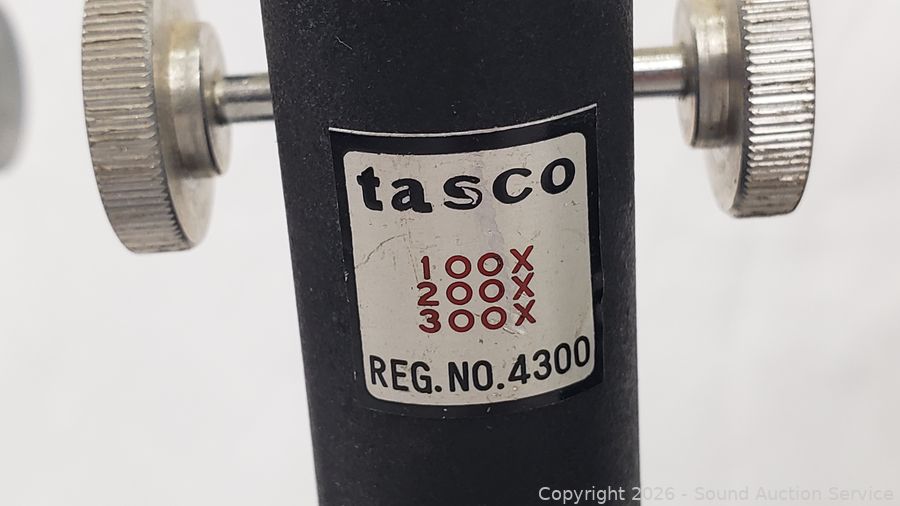 tasco
100X
200X
300X
REG. NO. 4300
Copyright 2026 - Sound Auction Service